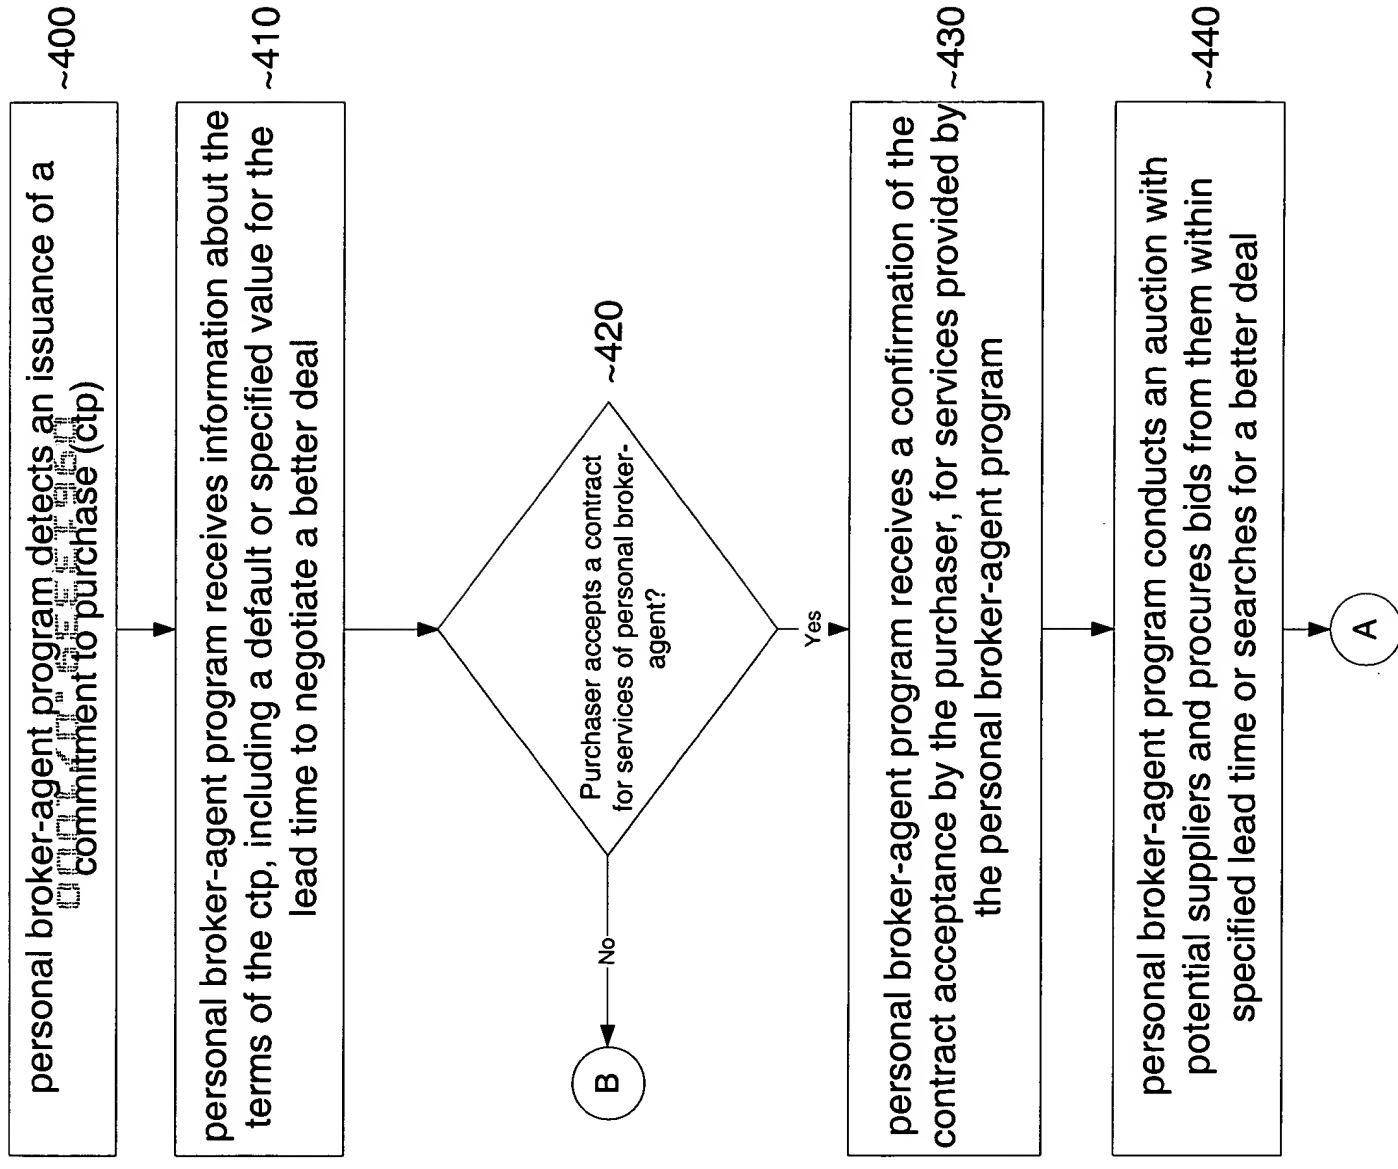 personal broker-agent program detects an issuance of a
commitment to purchase (ctp)
~400
personal broker-agent program receives information about the
terms of the ctp, including a default or specified value for the
lead time to negotiate a better deal
~410
Purchaser accepts a contract
for services of personal broker-
agent?
~420
No
B
Yes
personal broker-agent program receives a confirmation of the
contract acceptance by the purchaser, for services provided by
the personal broker-agent program
~430
personal broker-agent program conducts an auction with
potential suppliers and procures bids from them within
specified lead time or searches for a better deal
~440
A